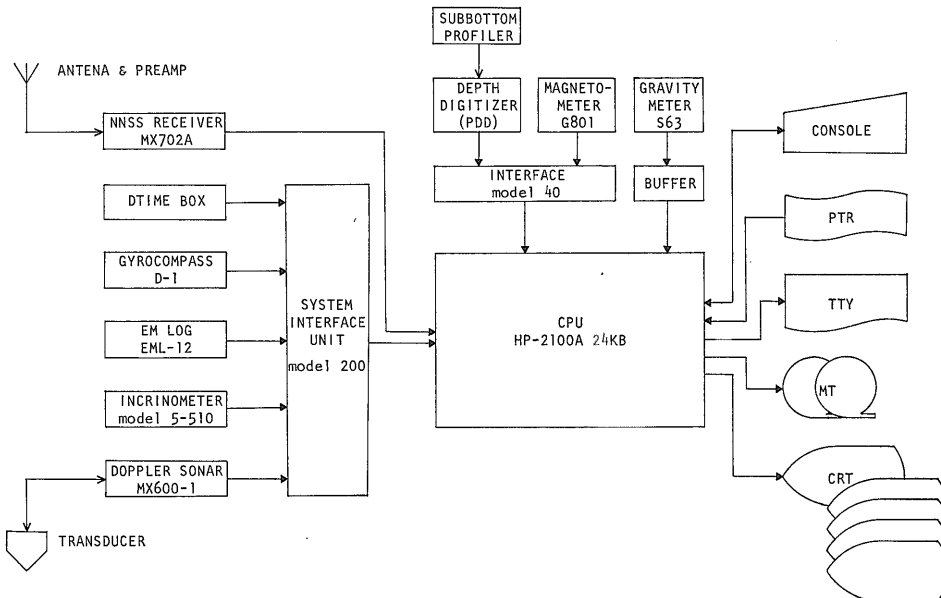 SUBBOTTOM
PROFILER
ANTENA & PREAMP
DEPTH
DIGITIZER
(PDD)
MAGNETO-
METER
G801
GRAVITY
METER
S63
CONSOLE
NNSS RECEIVER
MX702A
INTERFACE
model 40
BUFFER
DTIME BOX
PTR
GYROCOMPASS
D-1
SYSTEM
INTERFACE
UNIT
model 200
CPU
HP-2100A 24KB
TTY
EM LOG
EML-12
MT
INCRINOMETER
model 5-510
DOPPLER SONAR
MX600-1
CRT
TRANSDUCER